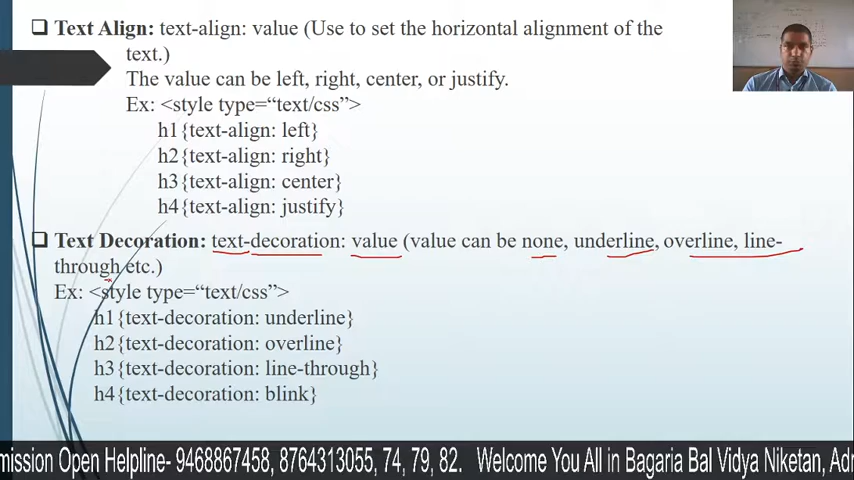 ❑ Text Align: text-align: value (Use to set the horizontal alignment of the
text.)
The value can be left, right, center, or justify.
Ex: <style type=“text/css”>
h1{text-align: left}
h2{text-align: right}
h3{text-align: center}
h4{text-align: justify}
❑ Text Decoration: text-decoration: value (value can be none, underline, overline, line-
through etc.)
Ex: <style type=“text/css”>
h1{text-decoration: underline}
h2{text-decoration: overline}
h3{text-decoration: line-through}
h4{text-decoration: blink}
mission Open Helpline- 9468867458, 8764313055, 74, 79, 82. Welcome You All in Bagaria Bal Vidya Niketan, Adr